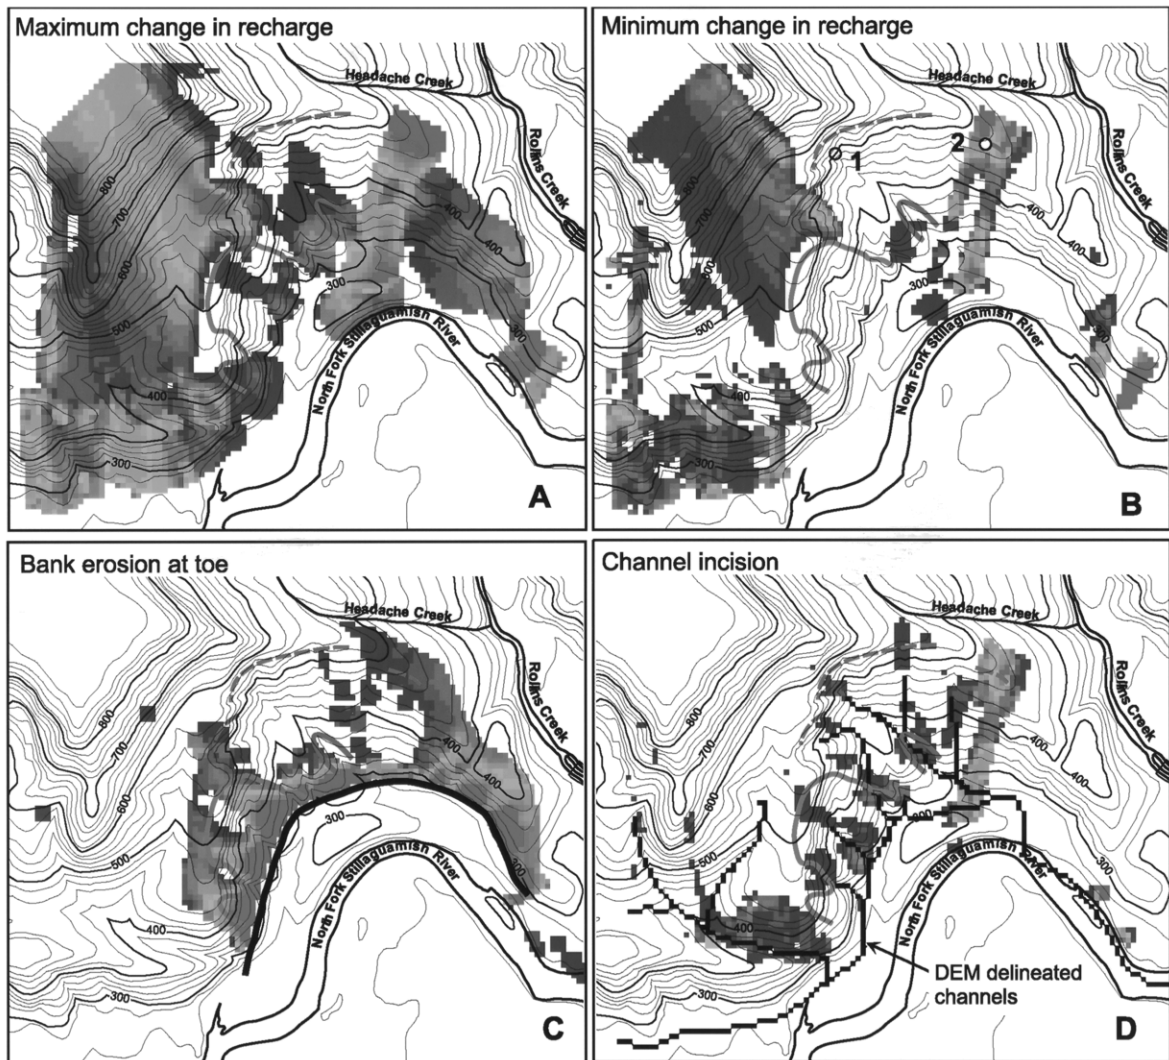 Maximum change in recharge
Headache Creek
Rollins Creek
800
700
600
500
400
300
400
400
300
North Fork Stillaguamish River
A
Minimum change in recharge
Headache Creek
Rollins Creek
1
2
800
700
600
500
400
300
400
400
300
300
North Fork Stillaguamish River
B
Bank erosion at toe
Headache Creek
Rollins Creek
800
700
600
500
400
300
400
400
300
300
North Fork Stillaguamish River
C
Channel incision
Headache Creek
Rollins Creek
800
700
600
500
400
300
400
400
300
300
North Fork Stillaguamish River
DEM delineated
channels
D